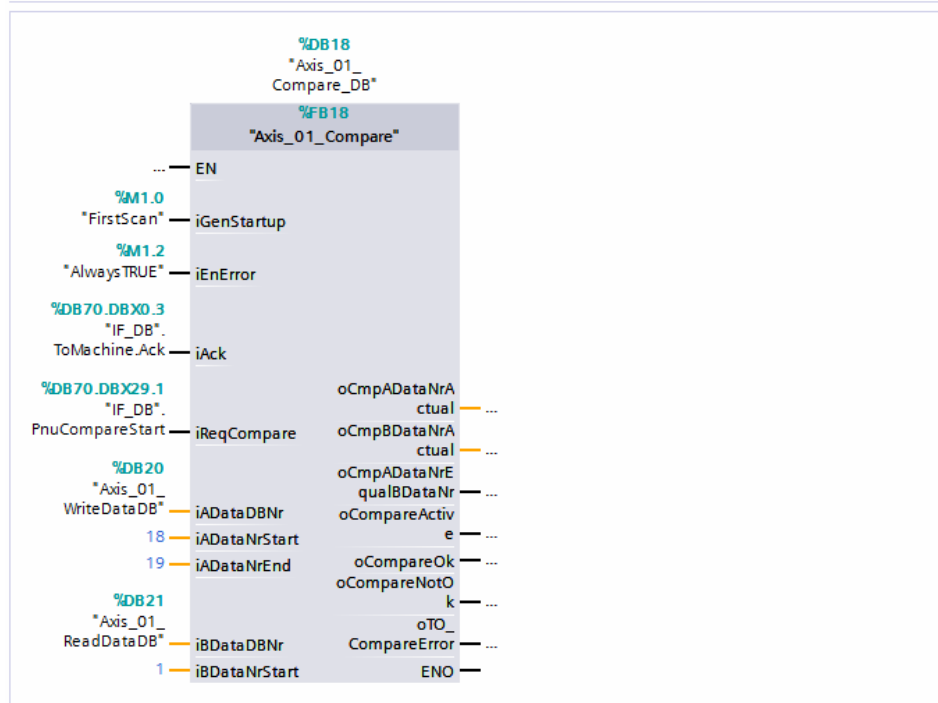 %DB18
"Axis_01_
Compare_DB"
%FB18
"Axis_01_Compare"
... EN
%M1.0
"FirstScan" iGenStartup
%M1.2
"AlwaysTRUE" iEnError
%DB70.DBX0.3
"IF_DB".
ToMachine.Ack iAck
%DB70.DBX29.1
"IF_DB".
PnuCompareStart iReqCompare
%DB20
"Axis_01_
WriteDataDB" iADataDBNr
18 iADataNrStart
19 iADataNrEnd
%DB21
"Axis_01_
ReadDataDB" iBDataDBNr
1 iBDataNrStart
oCmpADataNrA
ctual ...
oCmpBDataNrA
ctual ...
oCmpADataNrE
qualBDataNr ...
oCompareActiv
e ...
oCompareOk ...
oCompareNotO
k ...
oTO_
CompareError ...
ENO